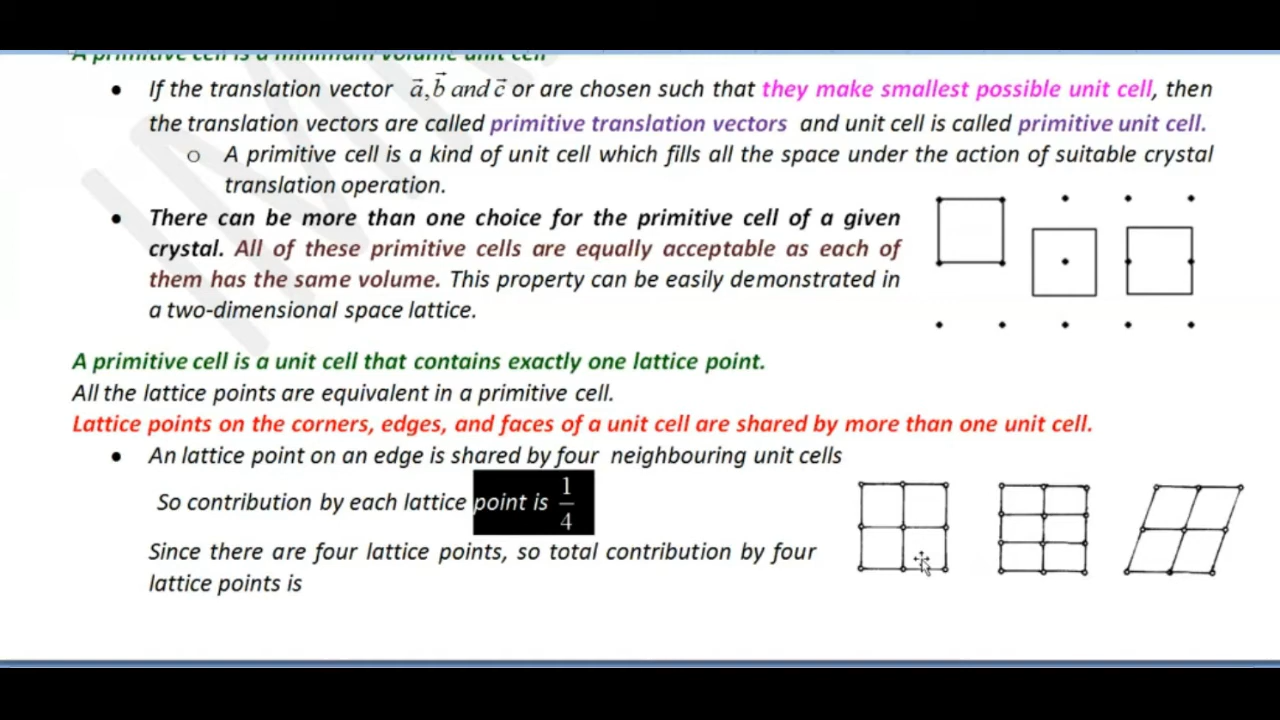 A primitive cell is a minimum volume unit cell
• If the translation vector a⃗, b⃗ and c⃗ or are chosen such that they make smallest possible unit cell, then
the translation vectors are called primitive translation vectors and unit cell is called primitive unit cell.
o A primitive cell is a kind of unit cell which fills all the space under the action of suitable crystal
translation operation.
• There can be more than one choice for the primitive cell of a given
crystal. All of these primitive cells are equally acceptable as each of
them has the same volume. This property can be easily demonstrated in
a two-dimensional space lattice.
A primitive cell is a unit cell that contains exactly one lattice point.
All the lattice points are equivalent in a primitive cell.
Lattice points on the corners, edges, and faces of a unit cell are shared by more than one unit cell.
• An lattice point on an edge is shared by four neighbouring unit cells
So contribution by each lattice point is 1/4
Since there are four lattice points, so total contribution by four
lattice points is